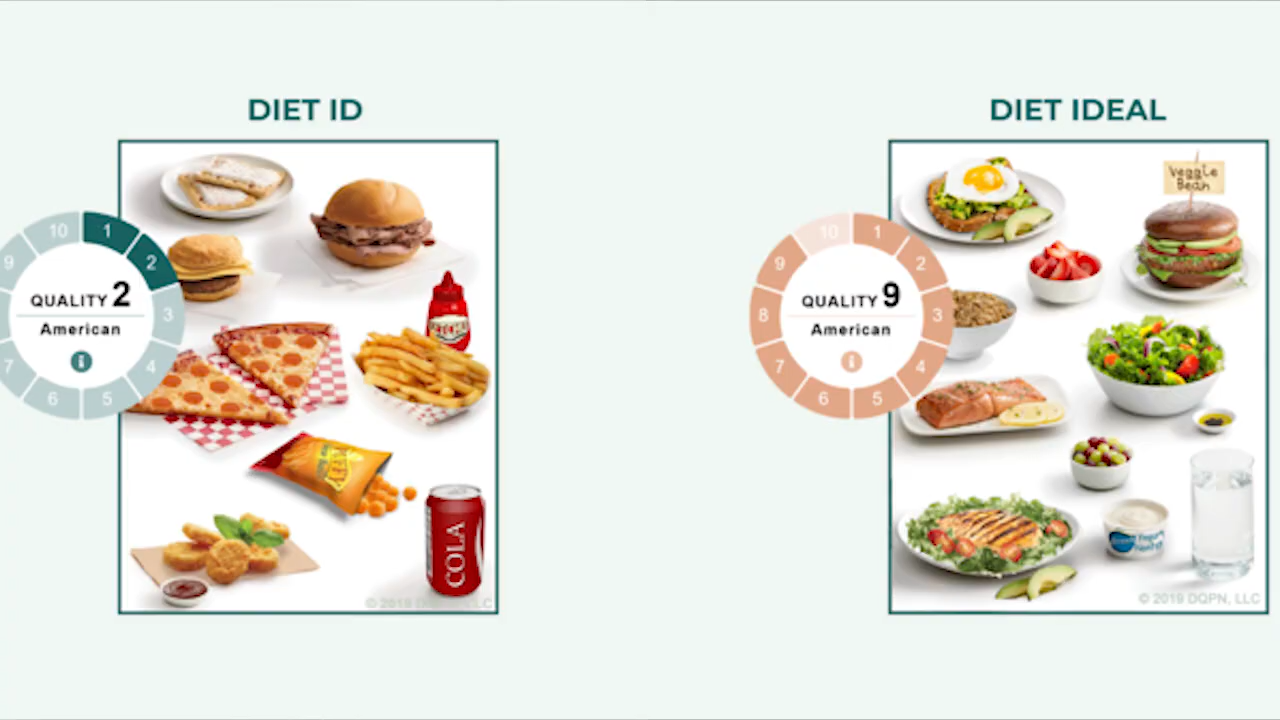 DIET ID
DIET IDEAL
10 1
9 2
QUALITY 2
3
American
i
7 4
6 5
COLA
© 2019 DQPN, LLC
Veggie
Bean
10 1
9 2
QUALITY 9
8 3
American
i
7 4
6 5
© 2019 DQPN, LLC